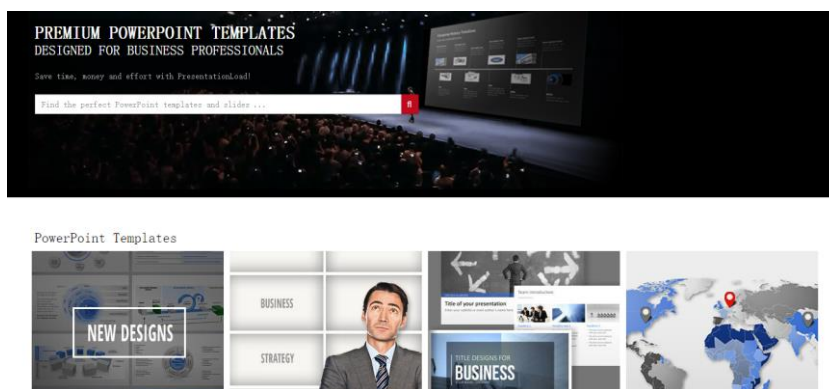 PREMIUM POWERPOINT TEMPLATES
DESIGNED FOR BUSINESS PROFESSIONALS
Save time, money and effort with PresentationLoad!
Find the perfect PowerPoint templates and slides ...
PowerPoint Templates
NEW DESIGNS
BUSINESS
STRATEGY
Title of your presentation
TITLE DESIGNS FOR
BUSINESS